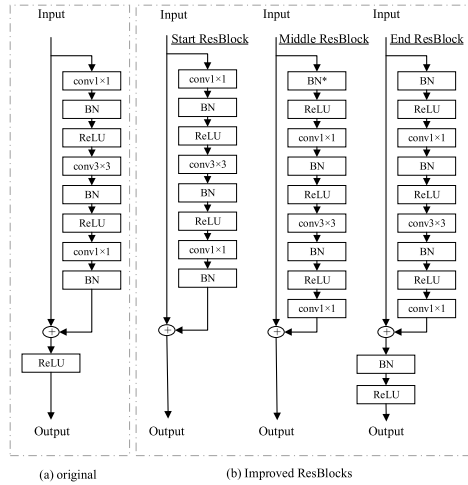 Input
conv1×1
BN
ReLU
conv3×3
BN
ReLU
conv1×1
BN
+
ReLU
Output
(a) original
Input
Start ResBlock
conv1×1
BN
ReLU
conv3×3
BN
ReLU
conv1×1
BN
+
Output
Input
Middle ResBlock
BN*
ReLU
conv1×1
BN
ReLU
conv3×3
BN
ReLU
conv1×1
+
Output
Input
End ResBlock
BN
ReLU
conv1×1
BN
ReLU
conv3×3
BN
ReLU
conv1×1
+
BN
ReLU
Output
(b) Improved ResBlocks